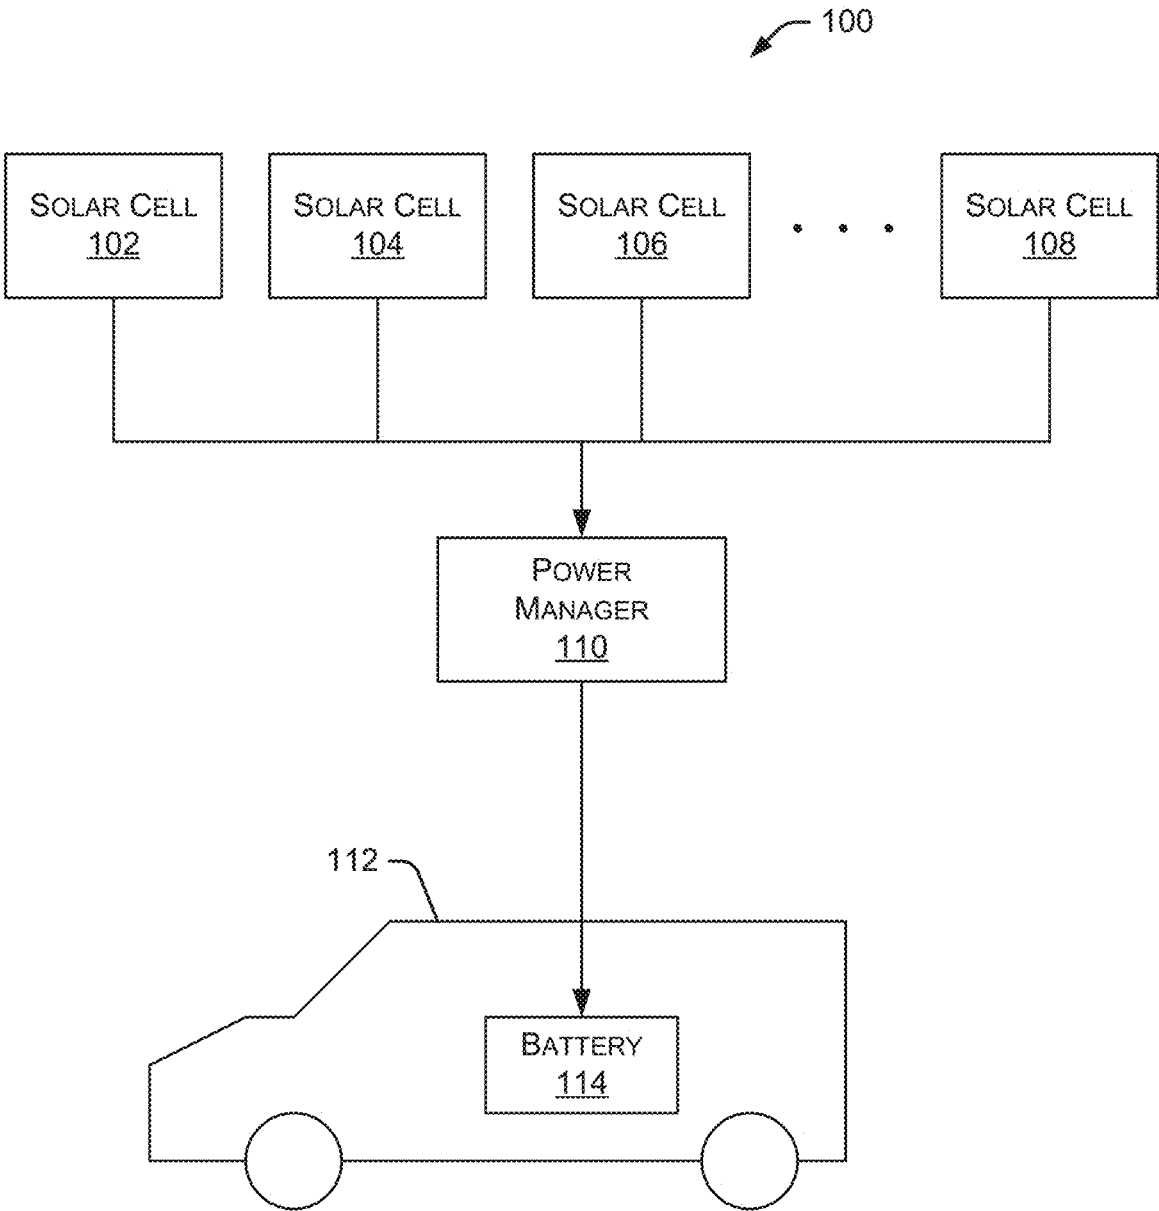 100
SOLAR CELL
102
SOLAR CELL
104
SOLAR CELL
106
SOLAR CELL
108
POWER
MANAGER
110
112
BATTERY
114